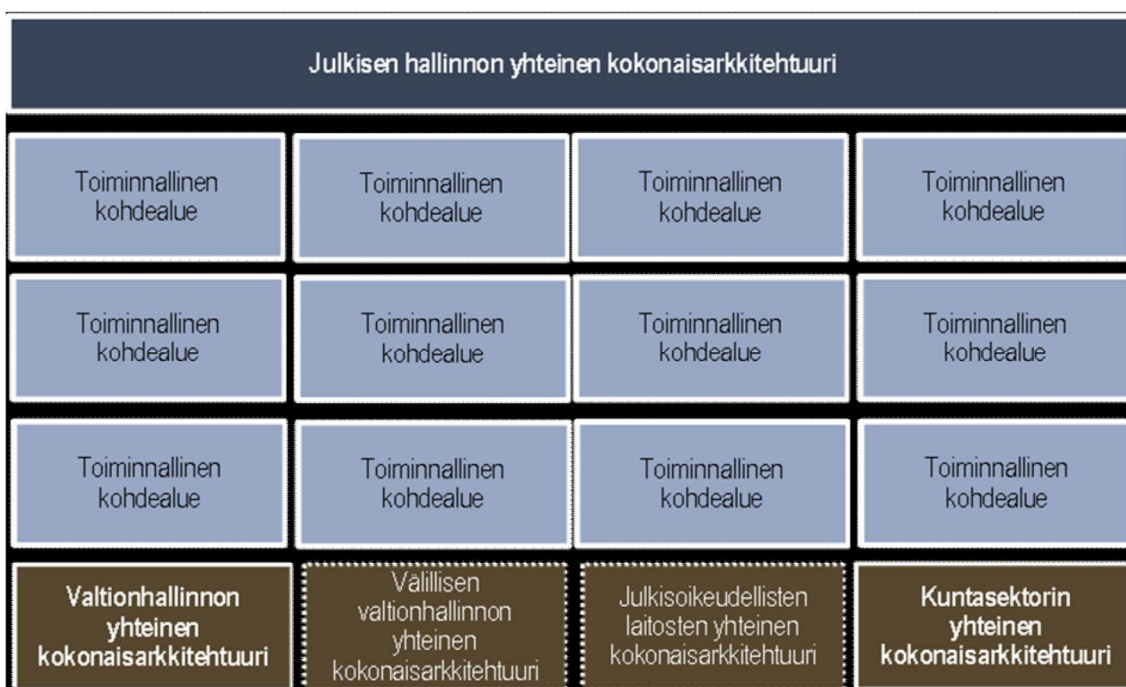 Julkisen hallinnon yhteinen kokonaisarkkitehtuuri
Toiminnallinen
kohdealue
Toiminnallinen
kohdealue
Toiminnallinen
kohdealue
Toiminnallinen
kohdealue
Toiminnallinen
kohdealue
Toiminnallinen
kohdealue
Toiminnallinen
kohdealue
Toiminnallinen
kohdealue
Toiminnallinen
kohdealue
Toiminnallinen
kohdealue
Toiminnallinen
kohdealue
Toiminnallinen
kohdealue
Valtionhallinnon
yhteinen
kokonaisarkkitehtuuri
Välillisen
valtionhallinnon
yhteinen
kokonaisarkkitehtuuri
Julkisoikeudellisten
laitosten yhteinen
kokonaisarkkitehtuuri
Kuntasektorin
yhteinen
kokonaisarkkitehtuuri